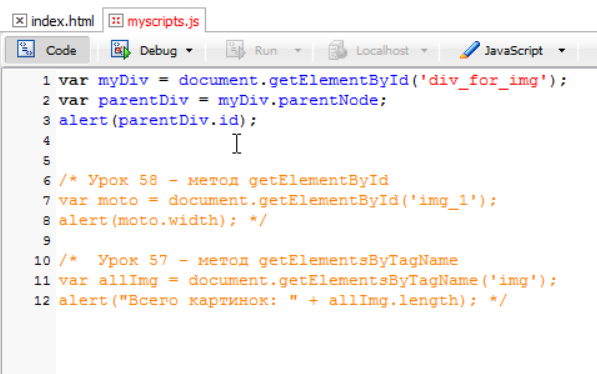 index.html myscripts.js
Code Debug Run Localhost JavaScript
1 var myDiv = document.getElementById('div_for_img');
2 var parentDiv = myDiv.parentNode;
3 alert(parentDiv.id);
4
5
6 /* Урок 58 - метод getElementById
7 var moto = document.getElementById('img_1');
8 alert(moto.width); */
9
10 /*  Урок 57 - метод getElementsByTagName
11 var allImg = document.getElementsByTagName('img');
12 alert("Всего картинок: " + allImg.length); */